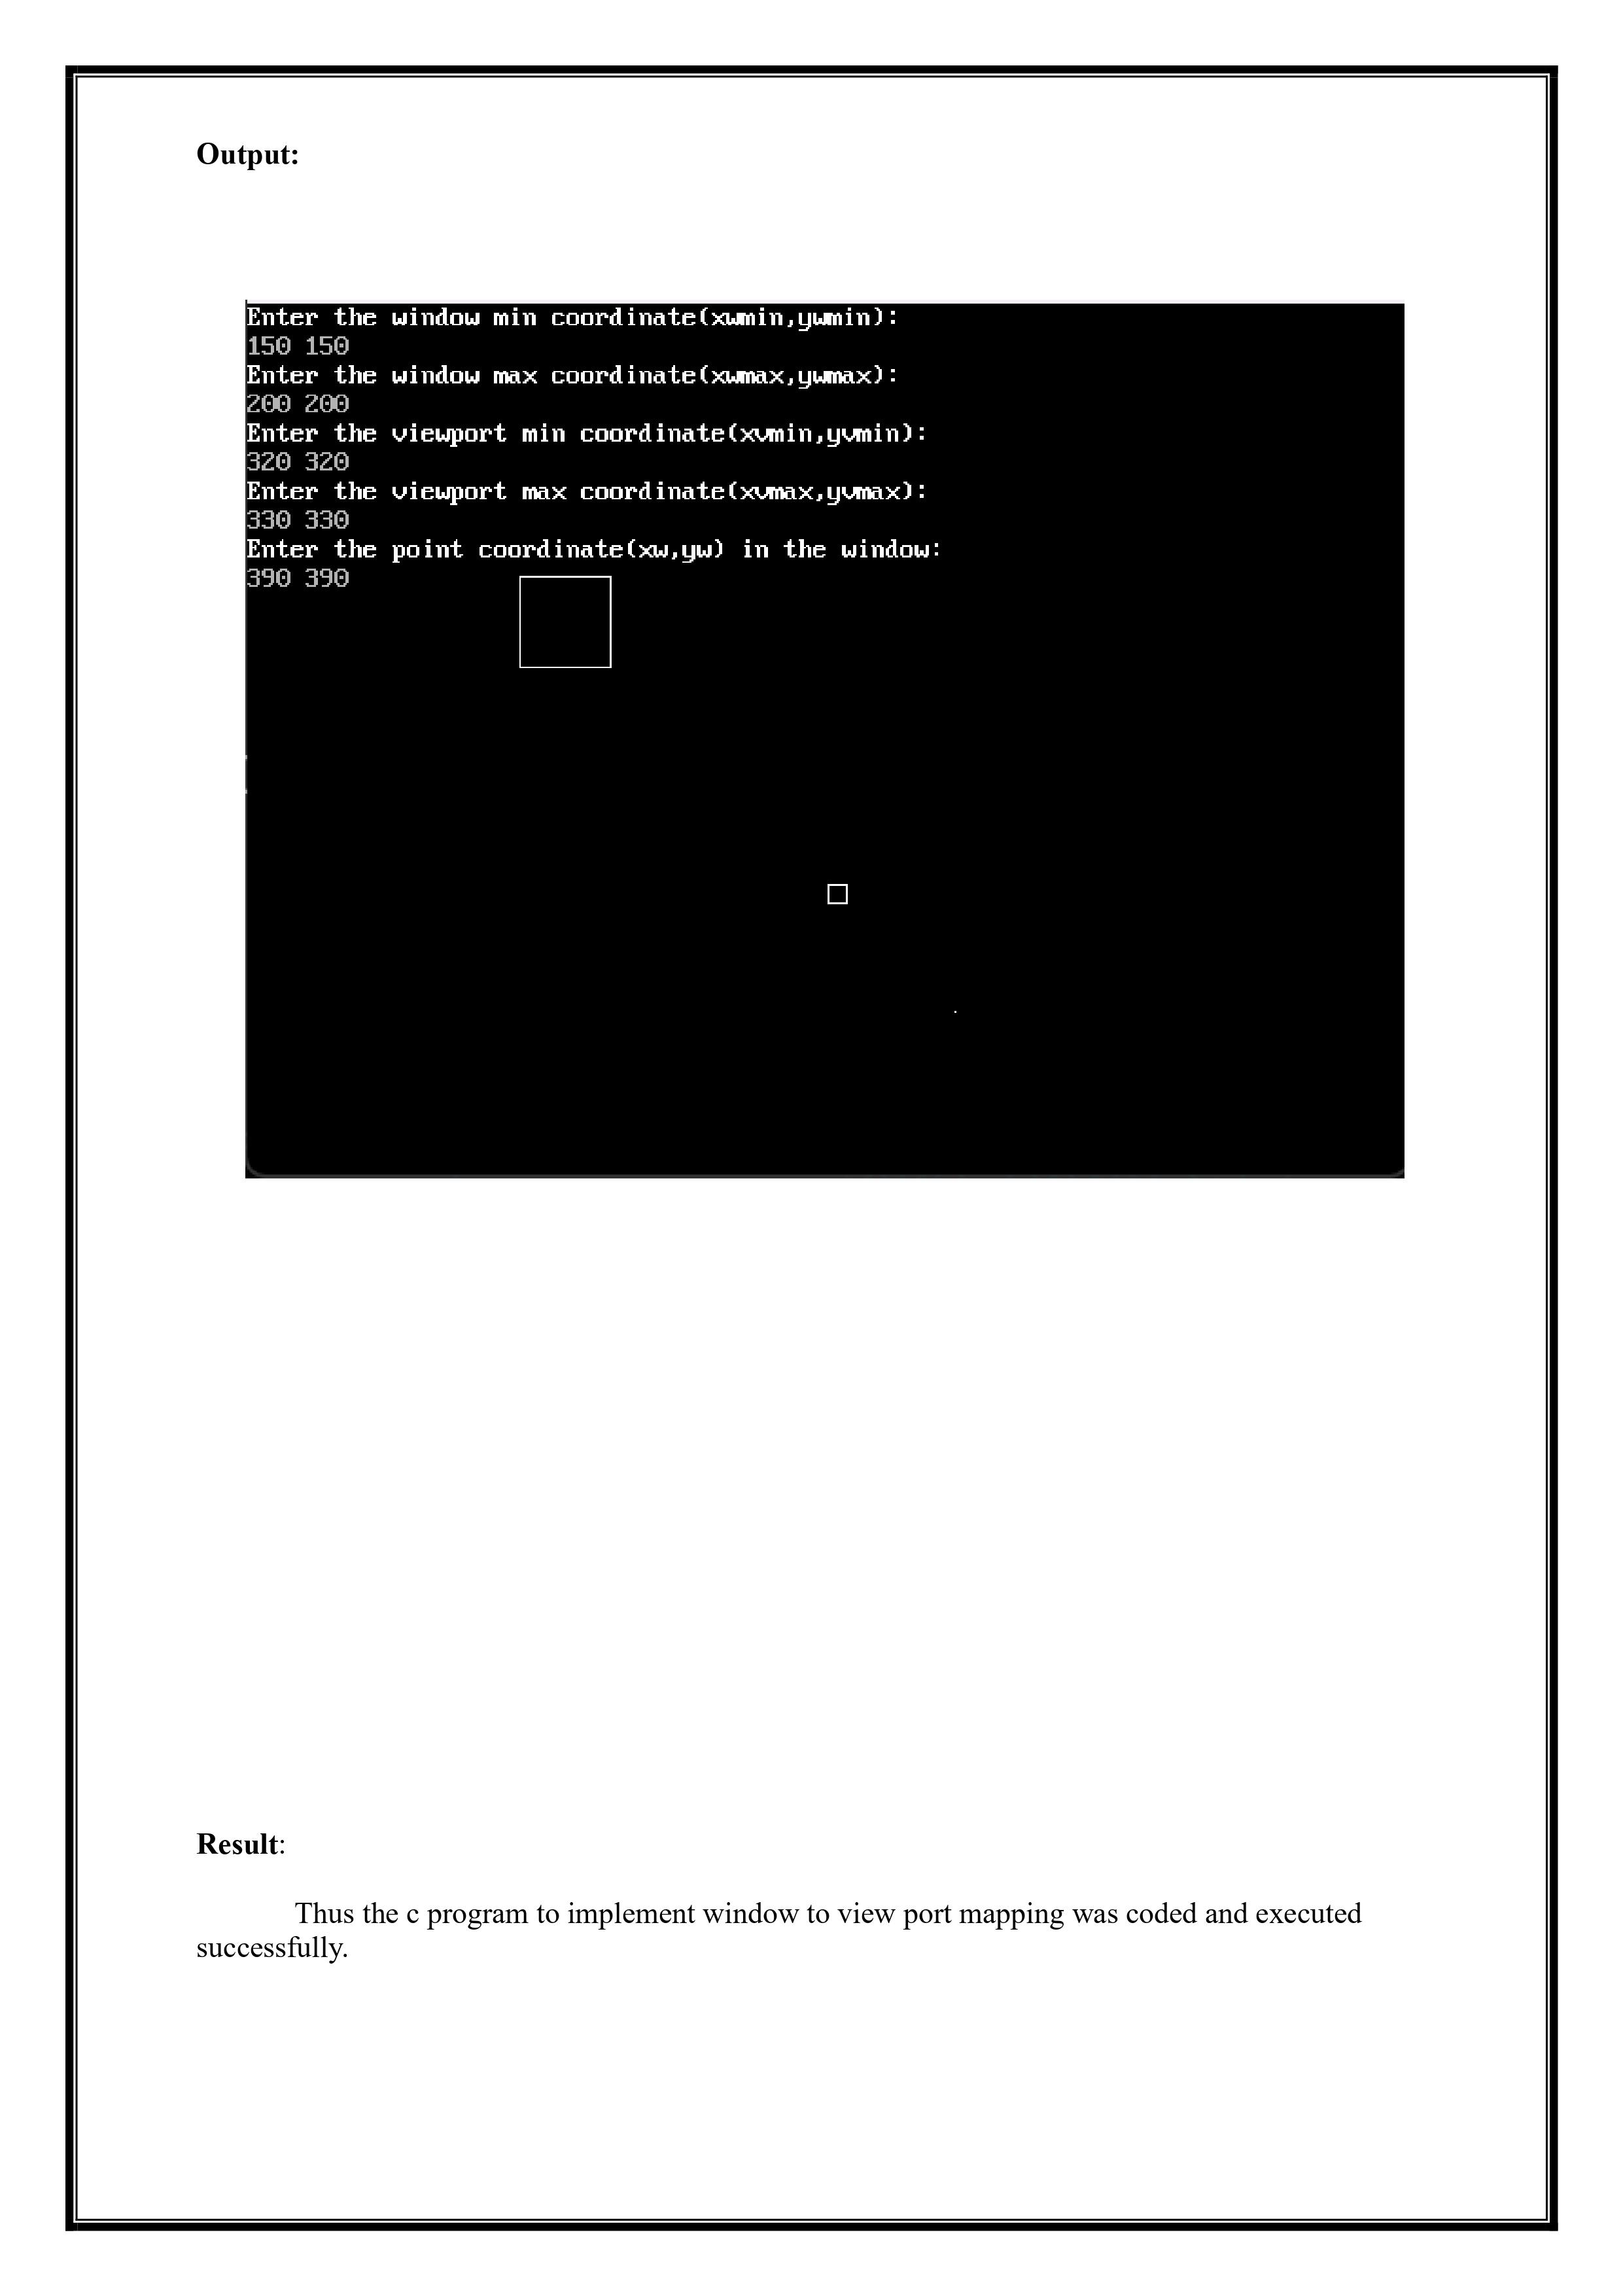 Output:
Enter the window min coordinate(xwmin,ywmin):
150 150
Enter the window max coordinate(xwmax,ywmax):
200 200
Enter the viewport min coordinate(xvmin,yvmin):
320 320
Enter the viewport max coordinate(xvmax,yvmax):
330 330
Enter the point coordinate(xw,yw) in the window:
390 390
Result:
Thus the c program to implement window to view port mapping was coded and executed
successfully.